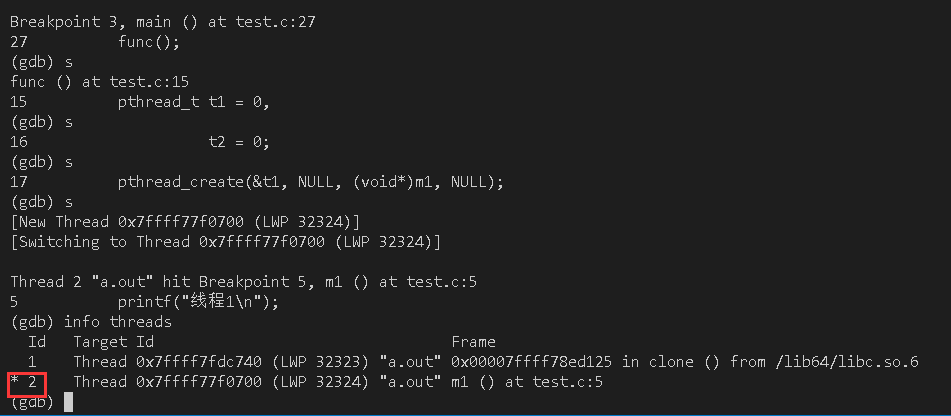 Breakpoint 3, main () at test.c:27
27          func();
(gdb) s
func () at test.c:15
15          pthread_t t1 = 0,
(gdb) s
16                    t2 = 0;
(gdb) s
17          pthread_create(&t1, NULL, (void*)m1, NULL);
(gdb) s
[New Thread 0x7ffff77f0700 (LWP 32324)]
[Switching to Thread 0x7ffff77f0700 (LWP 32324)]
Thread 2 "a.out" hit Breakpoint 5, m1 () at test.c:5
5           printf("线程1\n");
(gdb) info threads
  Id   Target Id                                   Frame
  1    Thread 0x7ffff7fdc740 (LWP 32323) "a.out" 0x00007ffff78ed125 in clone () from /lib64/libc.so.6
* 2    Thread 0x7ffff77f0700 (LWP 32324) "a.out" m1 () at test.c:5
(gdb)